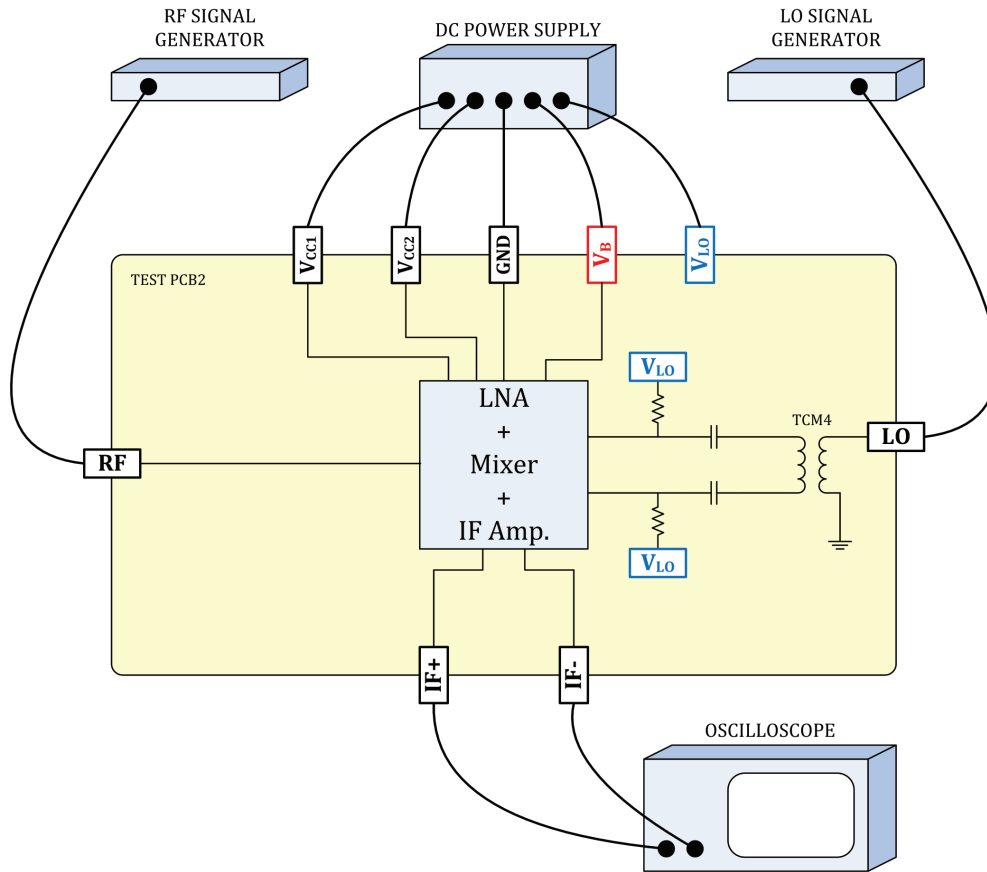 RF SIGNAL
GENERATOR
DC POWER SUPPLY
LO SIGNAL
GENERATOR
VCC1
VCC2
GND
VB
VLO
TEST PCB2
LNA
+
Mixer
+
IF Amp.
VLO
TCM4
LO
RF
VLO
IF+
IF-
OSCILLOSCOPE